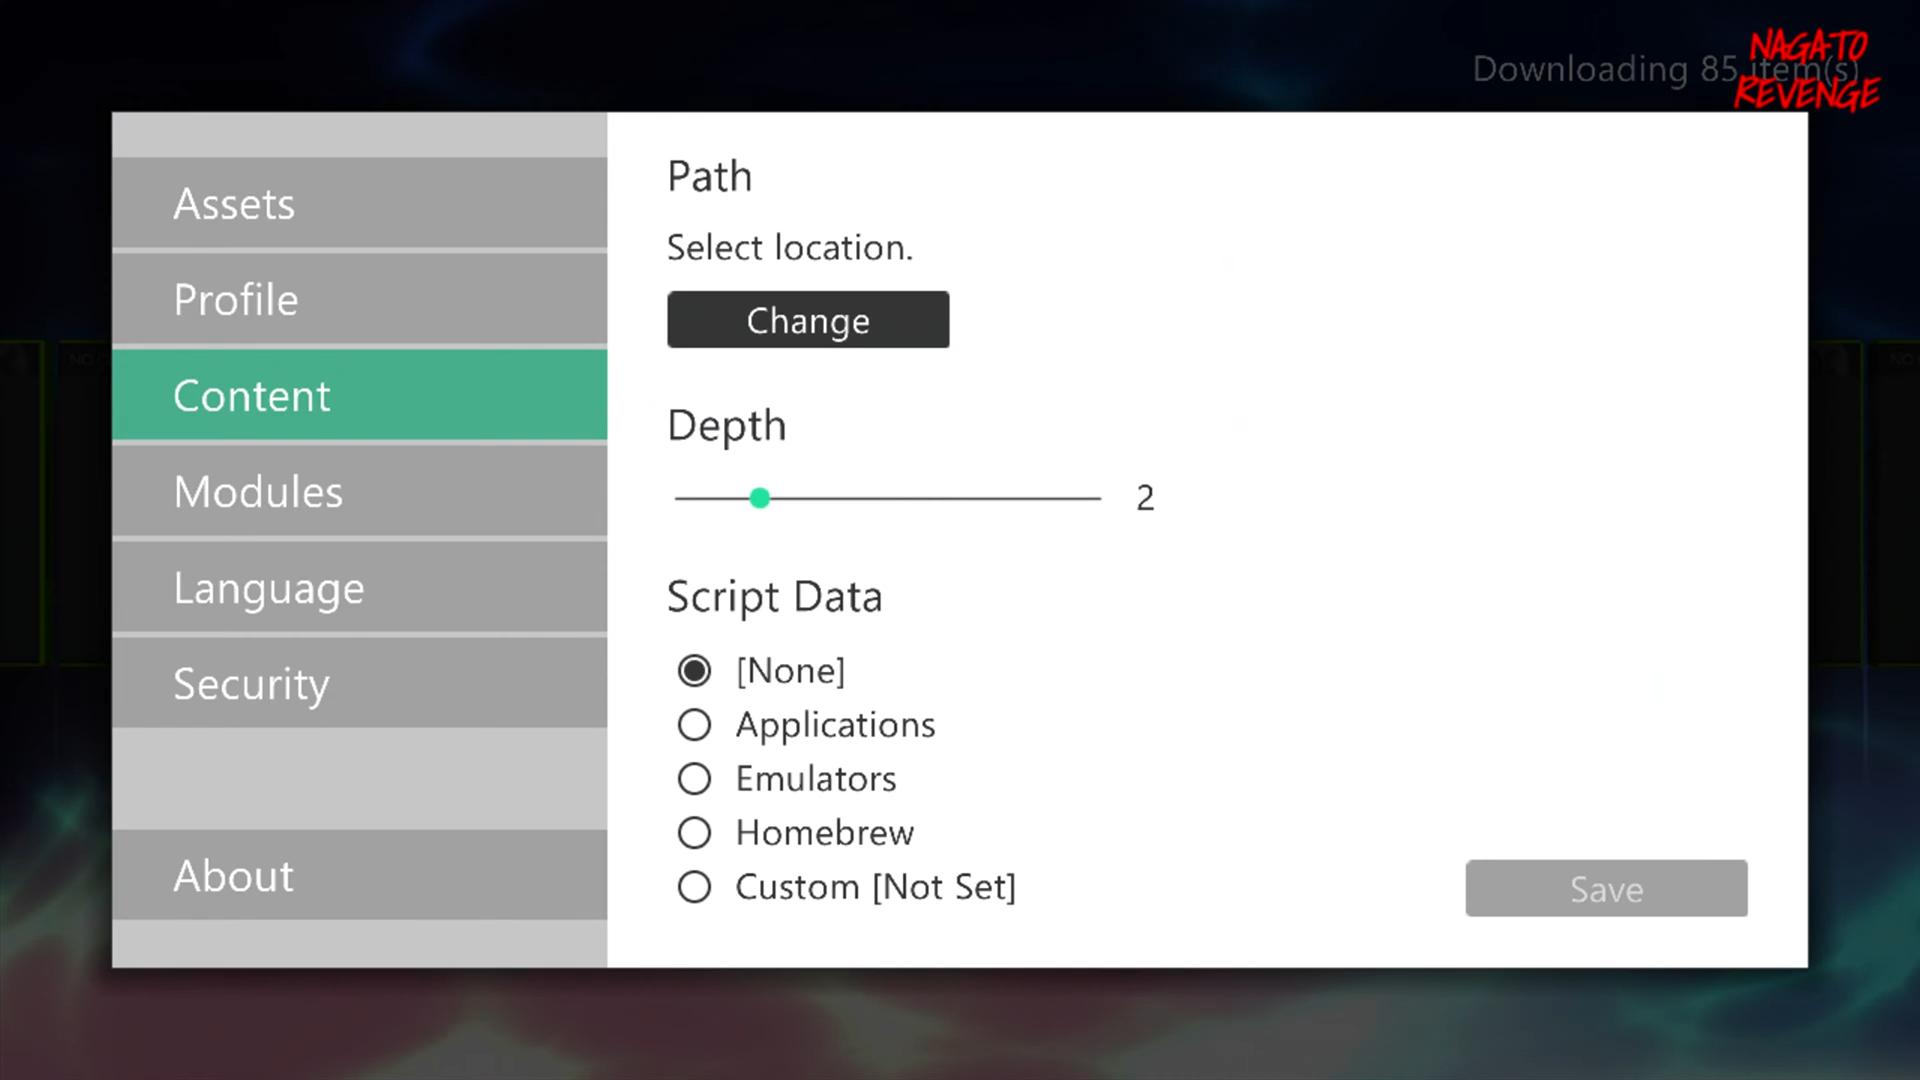 Downloading 85 item(s)
NAGATO
REVENGE
Assets
Profile
Content
Modules
Language
Security
About
Path
Select location.
Change
Depth
2
Script Data
[None]
Applications
Emulators
Homebrew
Custom [Not Set]
Save